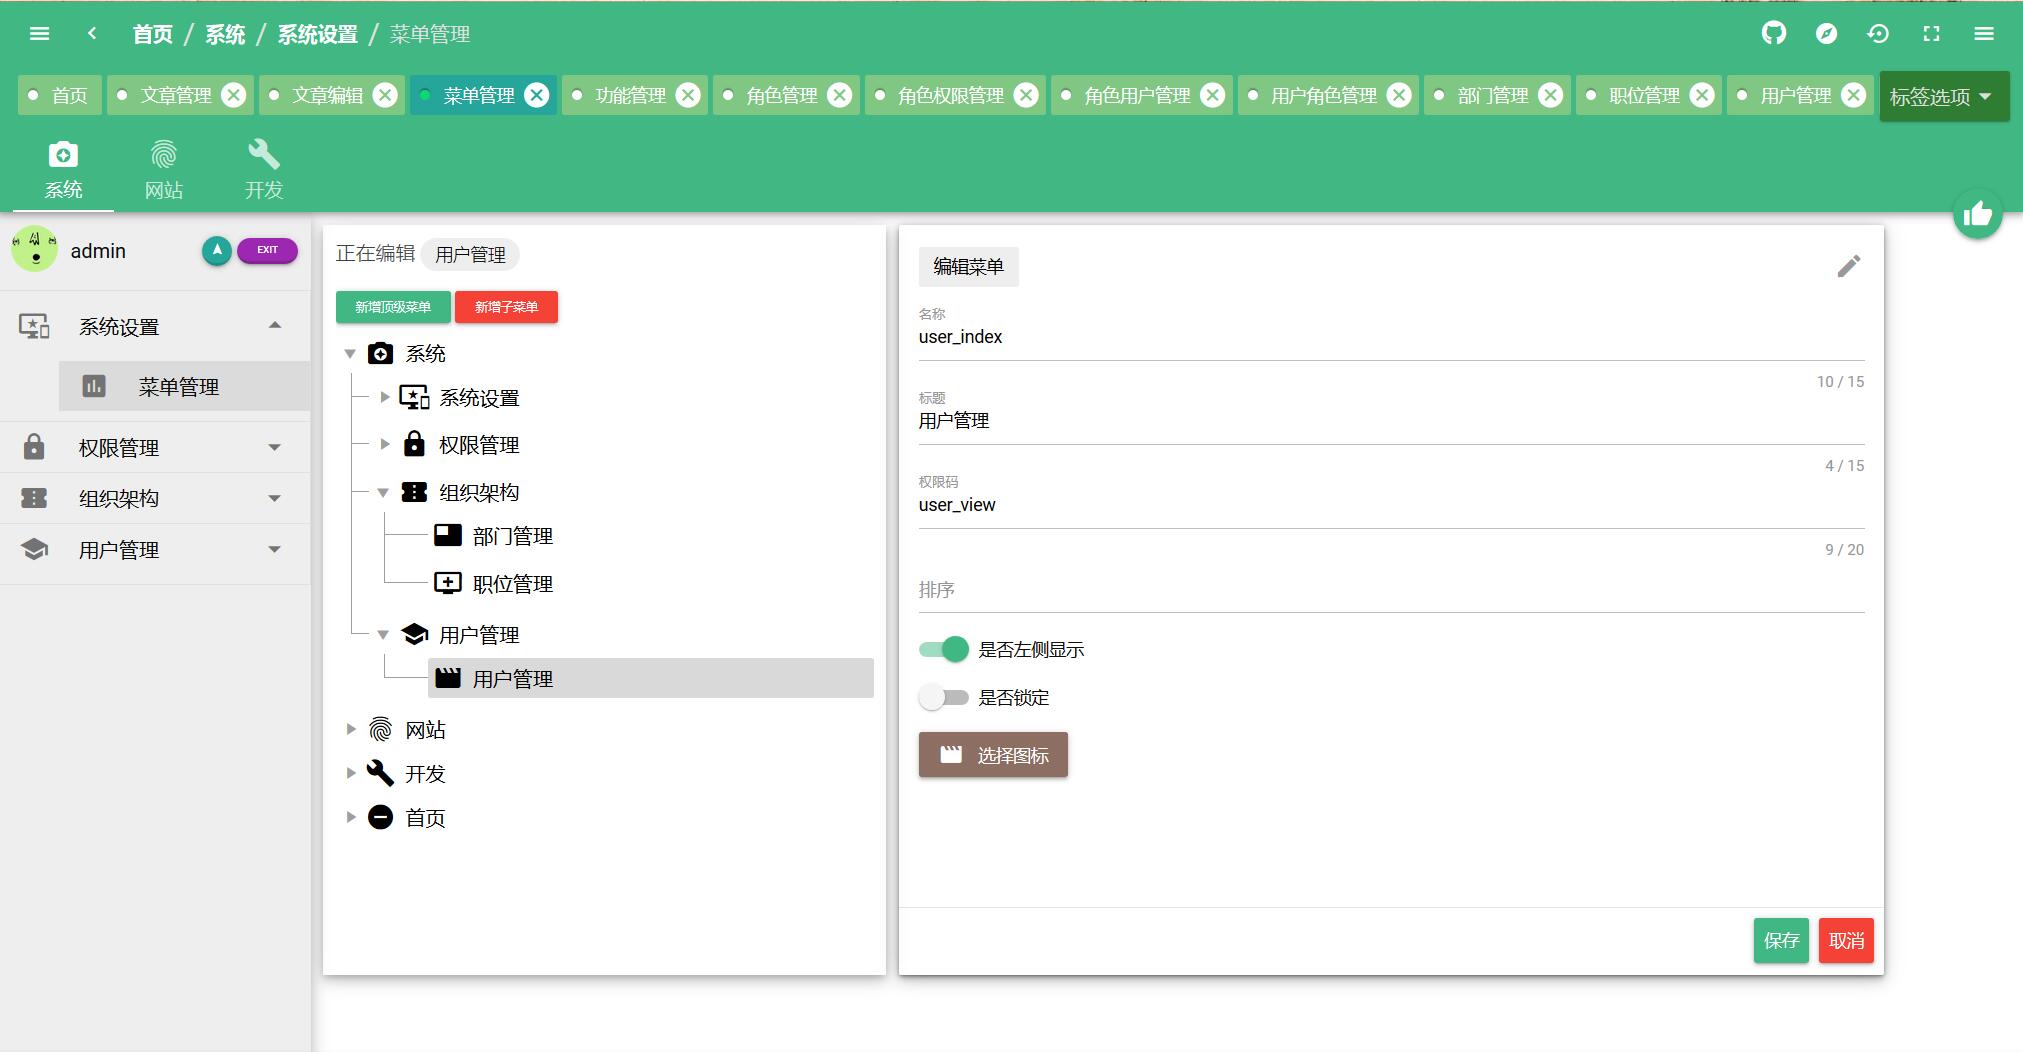 首页 / 系统 / 系统设置 / 菜单管理
首页 文章管理 文章编辑 菜单管理 功能管理 角色管理 角色权限管理 角色用户管理 用户角色管理 部门管理 职位管理 用户管理 标签选项
系统 网站 开发
admin EXIT
系统设置
菜单管理
权限管理
组织架构
用户管理
正在编辑 用户管理
新增顶级菜单 新增子菜单
系统
系统设置
权限管理
组织架构
部门管理
职位管理
用户管理
用户管理
网站
开发
首页
编辑菜单
名称
user_index
10 / 15
标题
用户管理
4 / 15
权限码
user_view
9 / 20
排序
是否左侧显示
是否锁定
选择图标
保存 取消